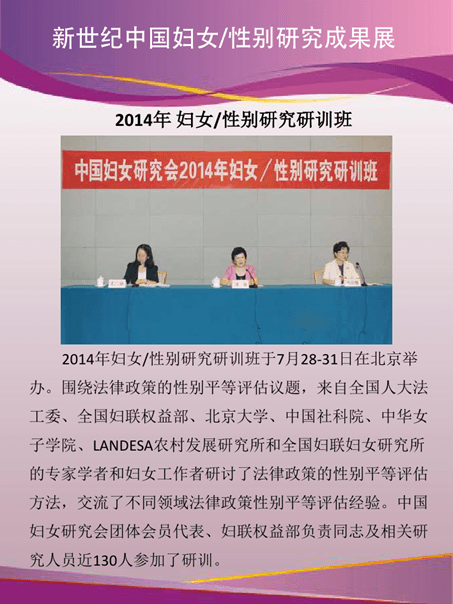 新世纪中国妇女/性别研究成果展
2014年 妇女/性别研究研训班
中国妇女研究会2014年妇女/性别研究研训班
2014年妇女/性别研究研训班于7月28-31日在北京举
办。围绕法律政策的性别平等评估议题，来自全国人大法
工委、全国妇联权益部、北京大学、中国社科院、中华女
子学院、LANDESA农村发展研究所和全国妇联妇女研究所
的专家学者和妇女工作者研讨了法律政策的性别平等评估
方法，交流了不同领域法律政策性别平等评估经验。中国
妇女研究会团体会员代表、妇联权益部负责同志及相关研
究人员近130人参加了研训。